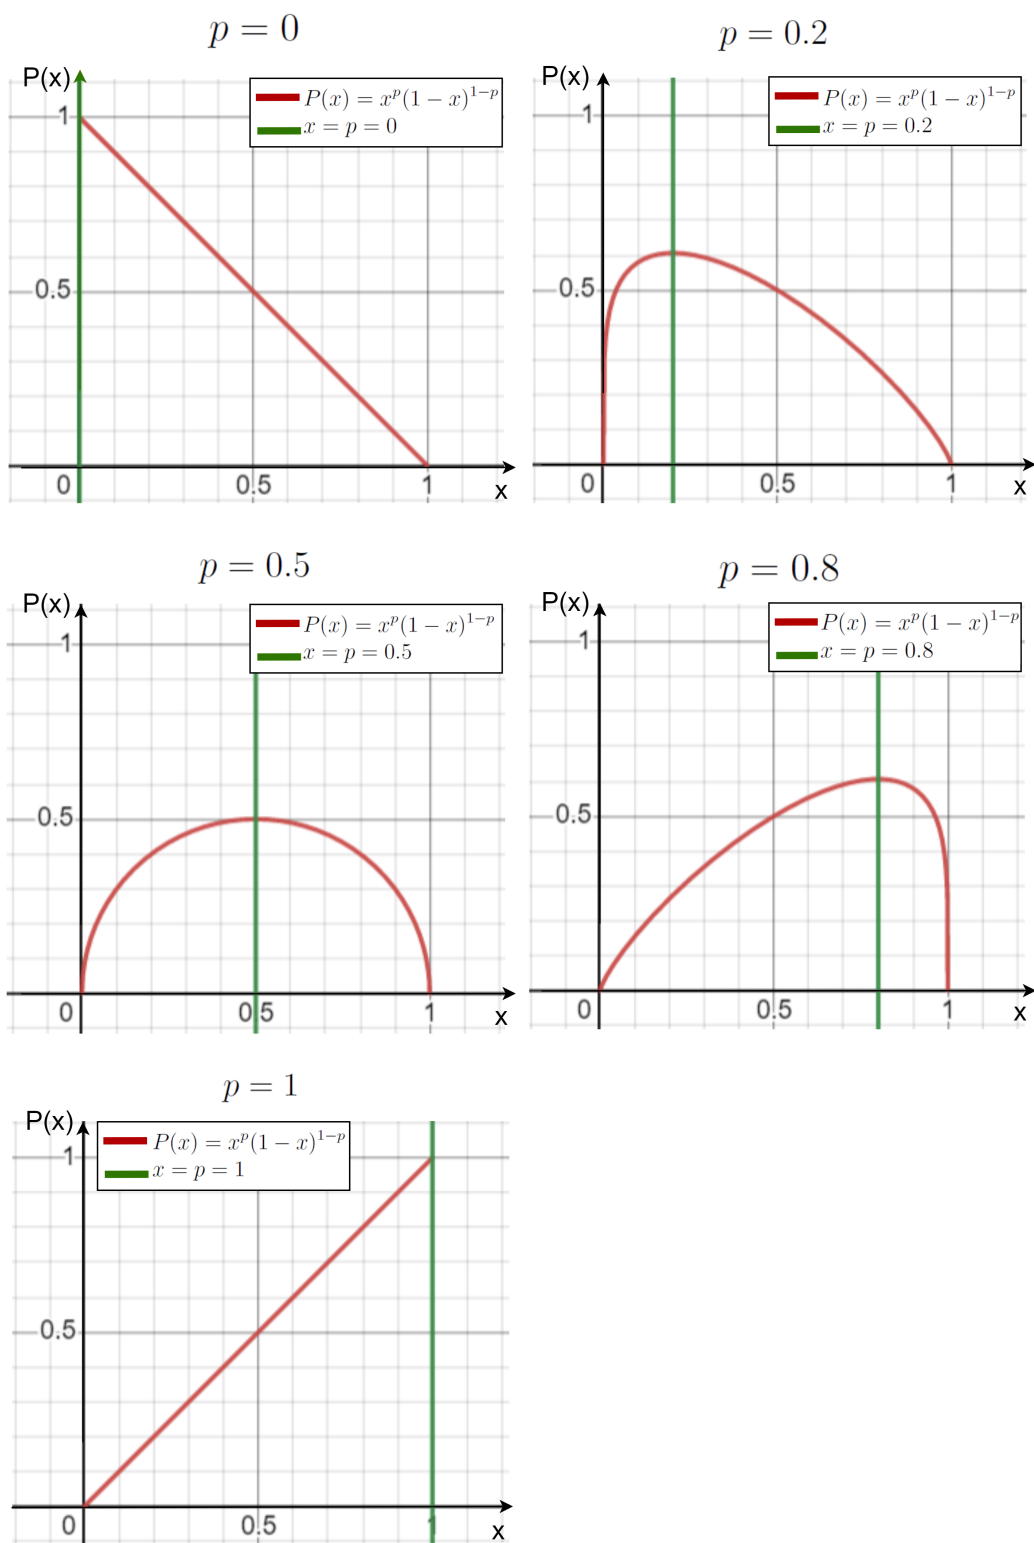 p = 0
P(x)
P(x) = x^p(1 − x)^{1−p}
x = p = 0
1
0.5
0
0.5
1
x
p = 0.2
P(x)
P(x) = x^p(1 − x)^{1−p}
x = p = 0.2
1
0.5
0
0.5
1
x
p = 0.5
P(x)
P(x) = x^p(1 − x)^{1−p}
x = p = 0.5
1
0.5
0
0.5
1
x
p = 0.8
P(x)
P(x) = x^p(1 − x)^{1−p}
x = p = 0.8
1
0.5
0
0.5
1
x
p = 1
P(x)
P(x) = x^p(1 − x)^{1−p}
x = p = 1
1
0.5
0
0.5
1
x